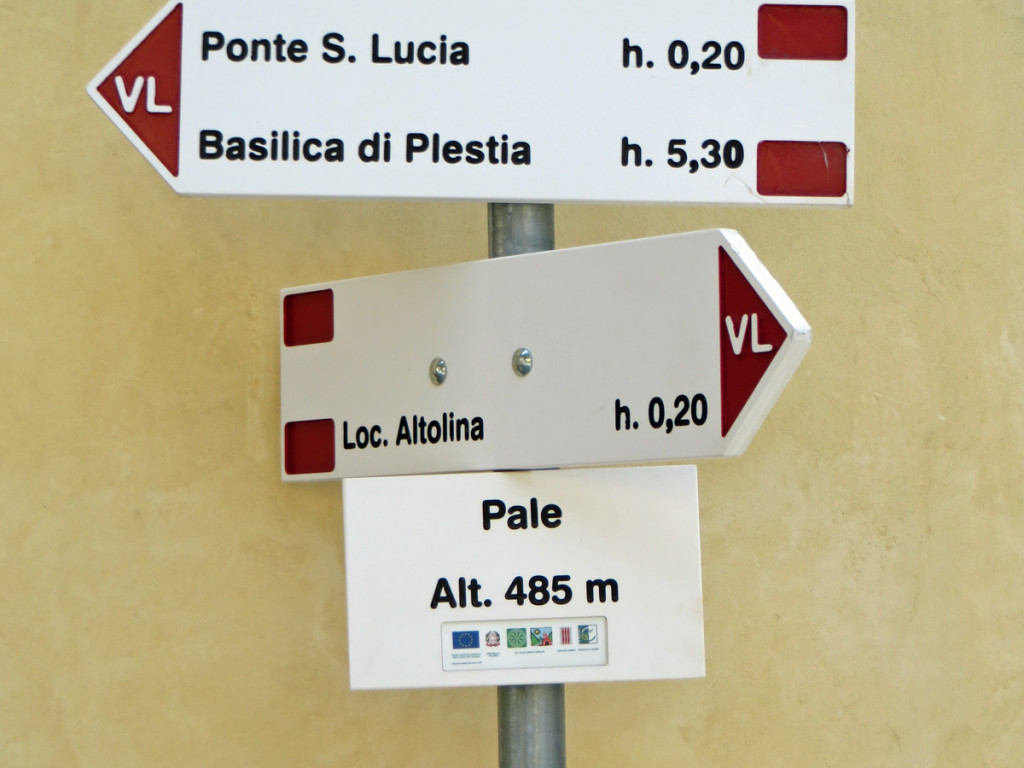 VL
Ponte S. Lucia h. 0,20
Basilica di Plestia h. 5,30
VL
Loc. Altolina h. 0,20
Pale
Alt. 485 m